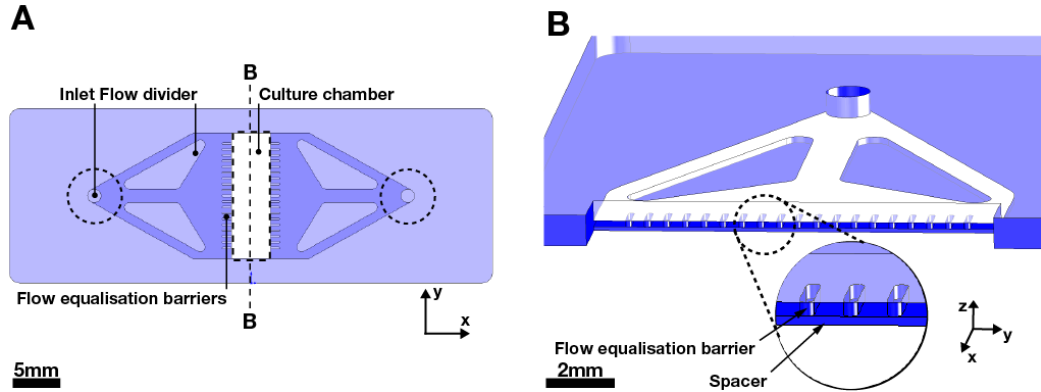 A
B
Inlet Flow divider
Culture chamber
Flow equalisation barriers
B
y
x
5mm
B
Flow equalisation barrier
Spacer
z
y
x
2mm